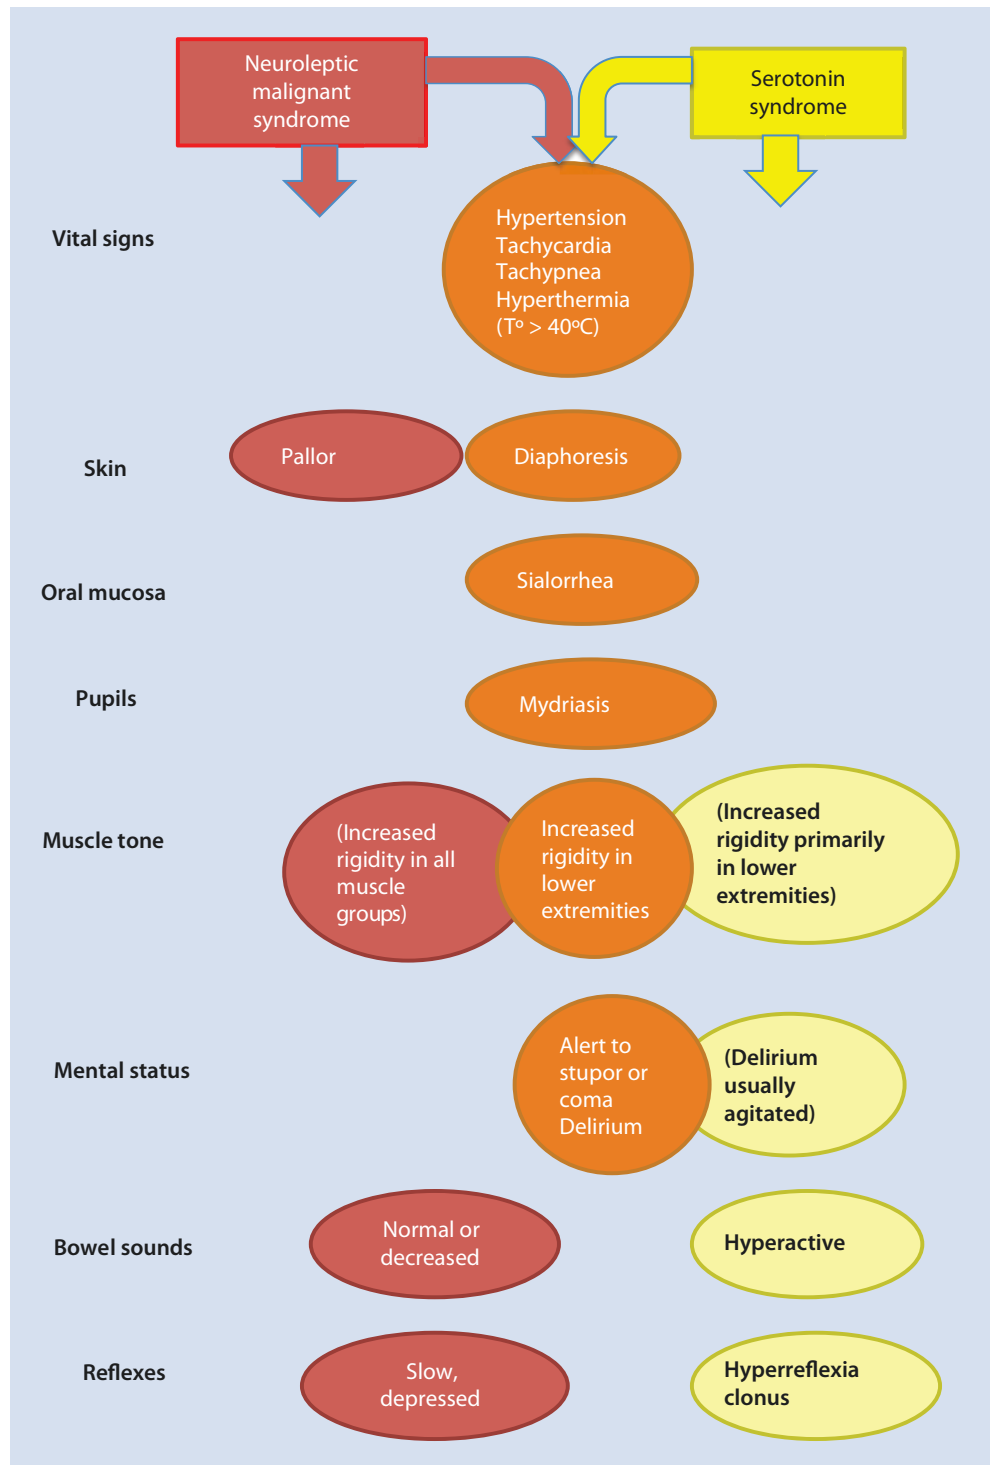 Neuroleptic
malignant
syndrome
Serotonin
syndrome
Vital signs
Hypertension
Tachycardia
Tachypnea
Hyperthermia
(Tº > 40ºC)
Skin
Pallor
Diaphoresis
Oral mucosa
Sialorrhea
Pupils
Mydriasis
Muscle tone
(Increased
rigidity in all
muscle
groups)
Increased
rigidity in
lower
extremities
(Increased
rigidity primarily
in lower
extremities)
Mental status
Alert to
stupor or
coma
Delirium
(Delirium
usually
agitated)
Bowel sounds
Normal or
decreased
Hyperactive
Reflexes
Slow,
depressed
Hyperreflexia
clonus